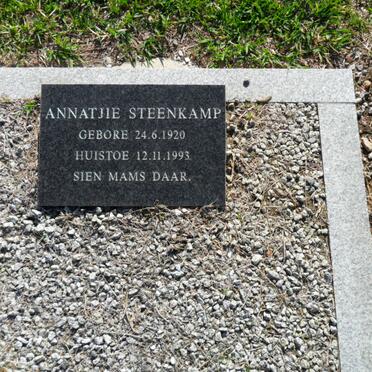 ANNATJIE STEENKAMP
GEBORE 24.6.1920
HUISTOE 12.11.1993
SIEN MAMS DAAR.